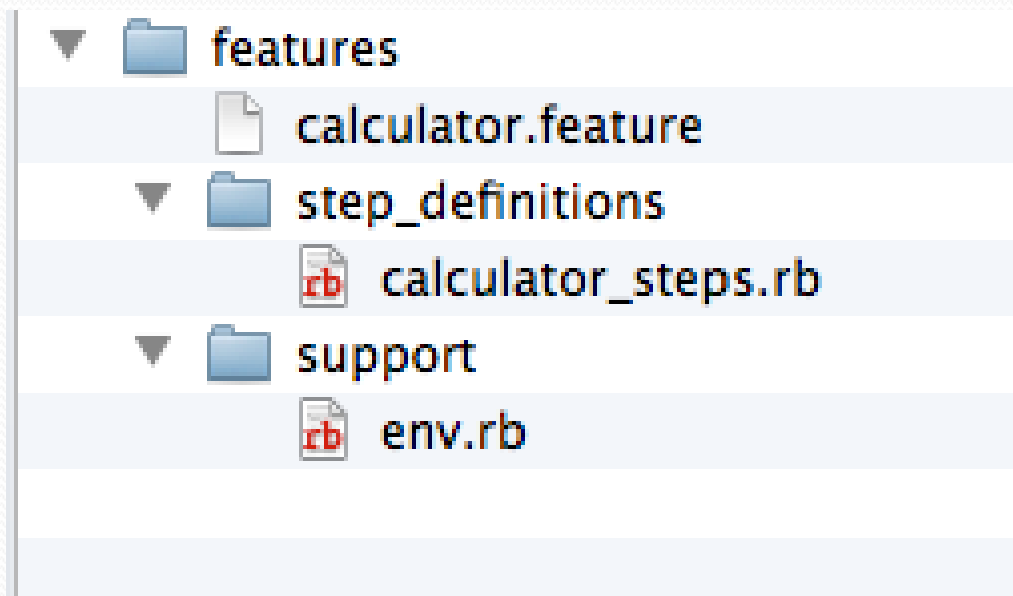 features
calculator.feature
step_definitions
rb calculator_steps.rb
support
rb env.rb